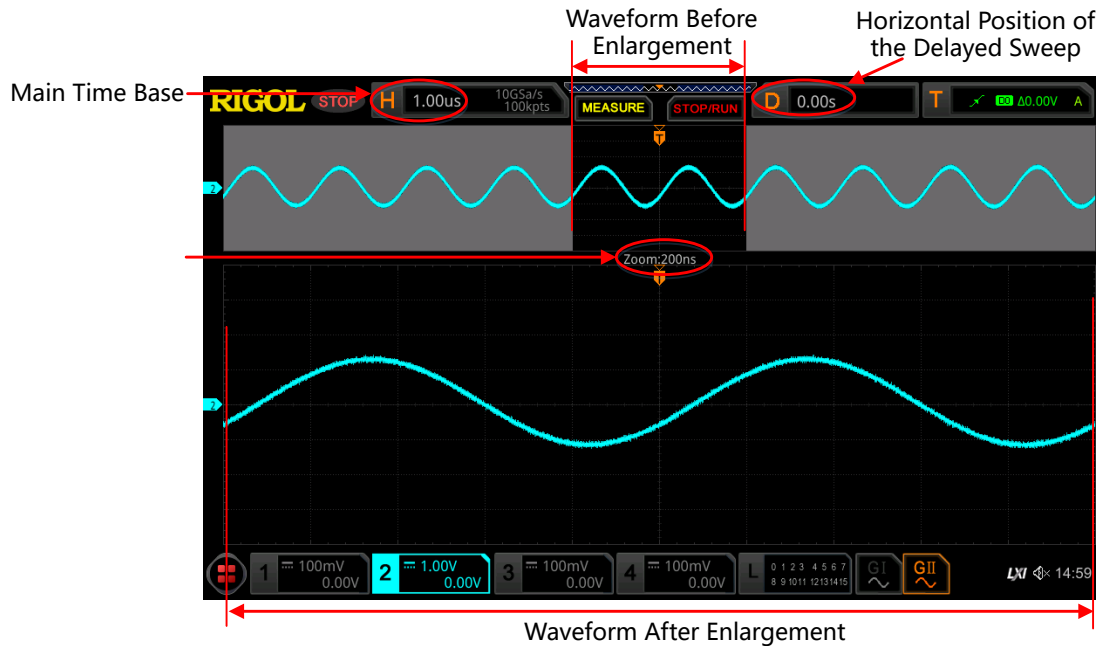 Waveform Before
Enlargement
Horizontal Position of
the Delayed Sweep
Main Time Base
RIGOL STOP H 1.00us 10GSa/s
100kpts
MEASURE STOP/RUN D 0.00s T D0 Δ0.00V A
T
2
Zoom:200ns
T
2
1 100mV
0.00V
2 1.00V
0.00V
3 100mV
0.00V
4 100mV
0.00V
L 0 1 2 3 4 5 6 7
8 9 10 11 12 13 14 15
GI GII LXI 14:59
Waveform After Enlargement